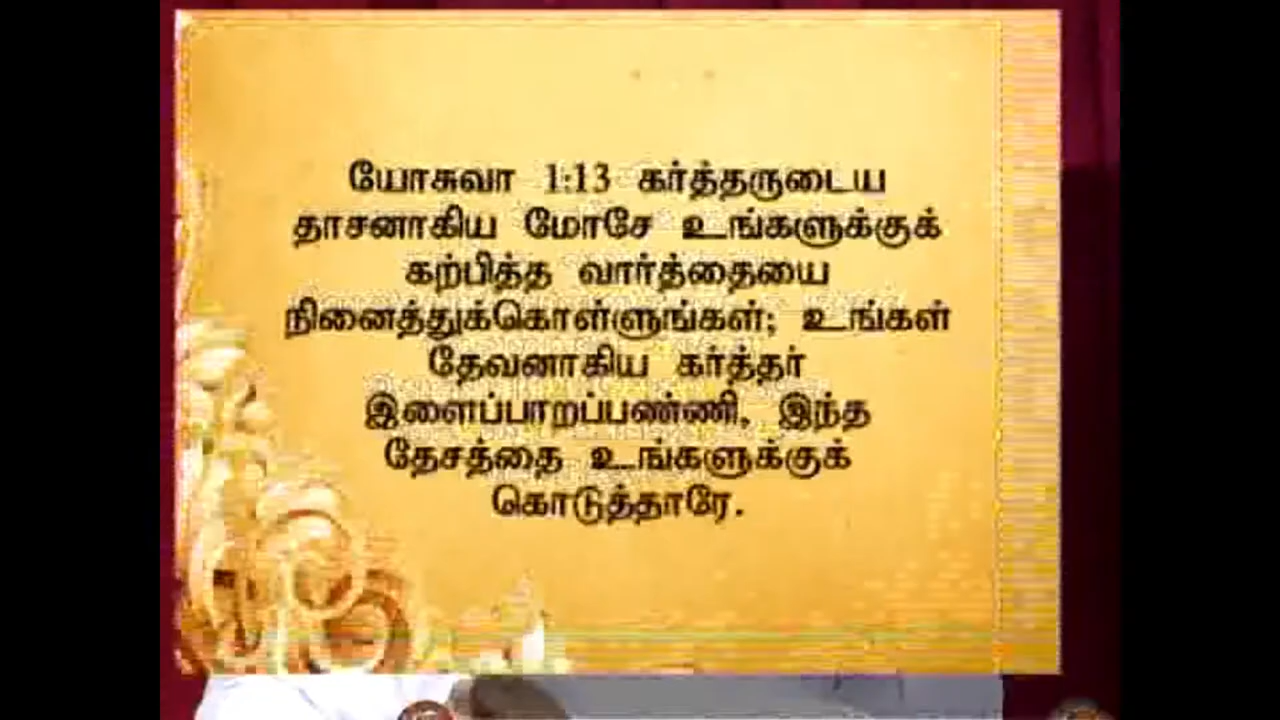 யோசுவா 1:13 கர்த்தருடைய
தாசனாகிய மோசே உங்களுக்குக்
கற்பித்த வார்த்தையை
நினைத்துக்கொள்ளுங்கள்; உங்கள்
தேவனாகிய கர்த்தர்
இளைப்பாறப்பண்ணி, இந்த
தேசத்தை உங்களுக்குக்
கொடுத்தாரே.